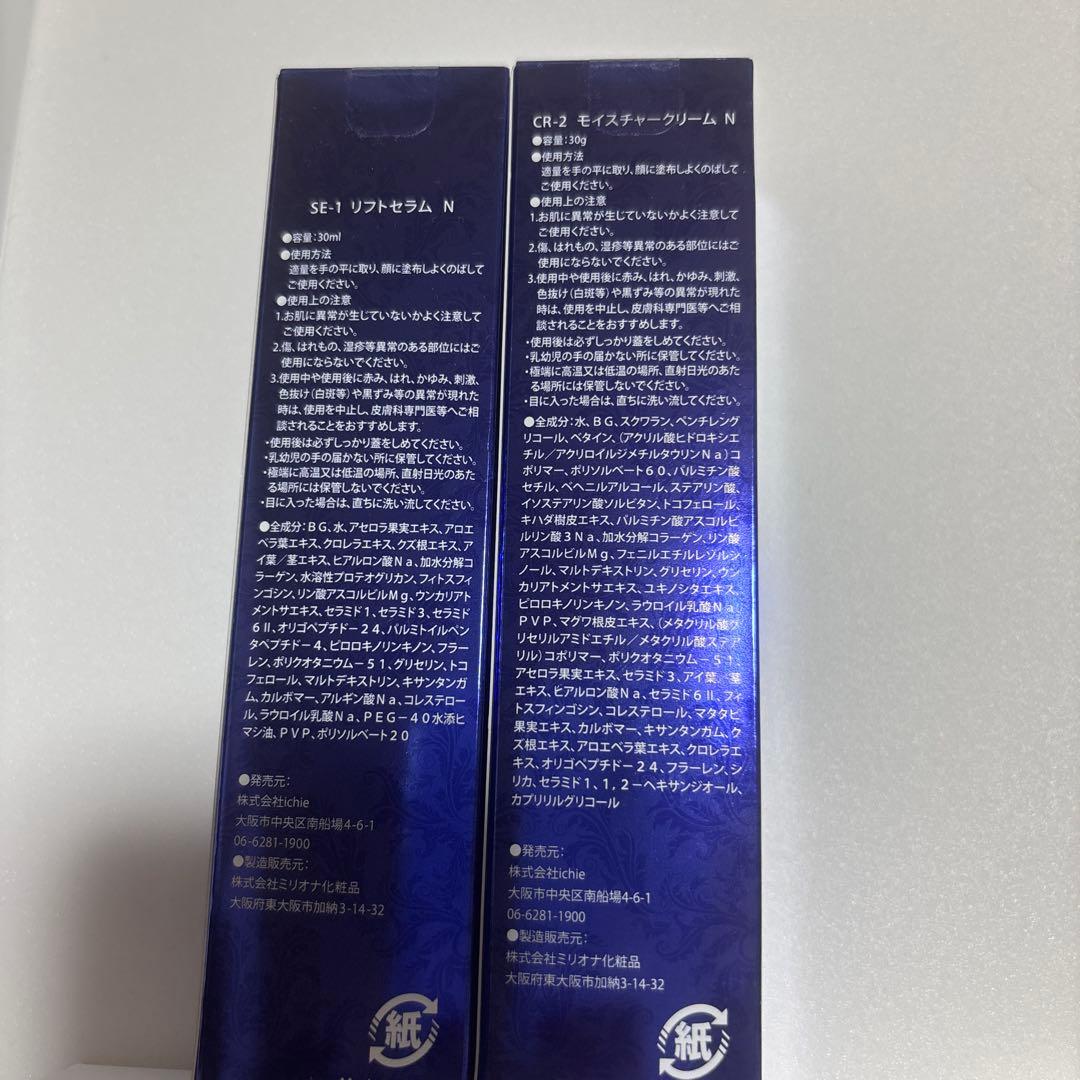 SE-1 リフトセラム N
●容量:30ml
●使用方法
適量を手の平に取り、顔に塗布しよくのばして
ご使用ください。
●使用上の注意
1.お肌に異常が生じていないかよく注意して
ご使用ください。
2.傷、はれもの、湿疹等異常のある部位にはご
使用にならないでください。
3.使用中や使用後に赤み、はれ、かゆみ、刺激、
色抜け(白斑等)や黒ずみ等の異常が現れた
時は、使用を中止し、皮膚科専門医等へご相
談されることをおすすめします。
・使用後は必ずしっかり蓋をしめてください。
・乳幼児の手の届かない所に保管してください。
・極端に高温又は低温の場所、直射日光のあた
る場所には保管しないでください。
・目に入った場合は、直ちに洗い流してください。
●全成分:BG、水、アセロラ果実エキス、アロエ
ベラ葉エキス、クロレラエキス、クズ根エキス、ア
イ葉/茎エキス、ヒアルロン酸Na、加水分解コ
ラーゲン、水溶性プロテオグリカン、フィトスフィ
ンゴシン、リン酸アスコルビルMg、ウンカリアト
メントサエキス、セラミド1、セラミド3、セラミド
6Ⅱ、オリゴペプチド-24、パルミトイルペン
タペプチド-4、ピロロキノリンキノン、フラー
レン、ポリクオタニウム-51、グリセリン、トコ
フェロール、マルトデキストリン、キサンタンガ
ム、カルボマー、アルギン酸Na、コレステロー
ル、ラウロイル乳酸Na、PEG-40水添ヒ
マシ油、PVP、ポリソルベート20
●発売元:
株式会社ichie
大阪市中央区南船場4-6-1
06-6281-1900
●製造販売元:
株式会社ミリオナ化粧品
大阪府東大阪市加納3-14-32
紙
CR-2 モイスチャークリーム N
●容量:30g
●使用方法
適量を手の平に取り、顔に塗布しよくのばして
ご使用ください。
●使用上の注意
1.お肌に異常が生じていないかよく注意して
ご使用ください。
2.傷、はれもの、湿疹等異常のある部位にはご
使用にならないでください。
3.使用中や使用後に赤み、はれ、かゆみ、刺激、
色抜け(白斑等)や黒ずみ等の異常が現れた
時は、使用を中止し、皮膚科専門医等へご相
談されることをおすすめします。
・使用後は必ずしっかり蓋をしめてください。
・乳幼児の手の届かない所に保管してください。
・極端に高温又は低温の場所、直射日光のあた
る場所には保管しないでください。
・目に入った場合は、直ちに洗い流してください。
●全成分:水、BG、スクワラン、ペンチレング
リコール、ベタイン、(アクリル酸ヒドロキシエ
チル/アクリロイルジメチルタウリンNa)コ
ポリマー、ポリソルベート60、パルミチン酸
セチル、ベヘニルアルコール、ステアリン酸、
イソステアリン酸ソルビタン、トコフェロール、
キハダ樹皮エキス、パルミチン酸アスコルビ
ルリン酸3Na、加水分解コラーゲン、リン酸
アスコルビルMg、フェニルエチルレゾルシ
ノール、マルトデキストリン、グリセリン、ウン
カリアトメントサエキス、ユキノシタエキス、
ピロロキノリンキノン、ラウロイル乳酸Na、
PVP、マグワ根皮エキス、(メタクリル酸グ
リセリルアミドエチル/メタクリル酸ステア
リル)コポリマー、ポリクオタニウム-51、
アセロラ果実エキス、セラミド3、アイ葉/茎
エキス、ヒアルロン酸Na、セラミド6Ⅱ、フィ
トスフィンゴシン、コレステロール、マタタビ
果実エキス、カルボマー、キサンタンガム、ク
ズ根エキス、アロエベラ葉エキス、クロレラエ
キス、オリゴペプチド-24、フラーレン、シ
リカ、セラミド1、1,2-ヘキサンジオール、
カプリリルグリコール
●発売元:
株式会社ichie
大阪市中央区南船場4-6-1
06-6281-1900
●製造販売元:
株式会社ミリオナ化粧品
大阪府東大阪市加納3-14-32
紙